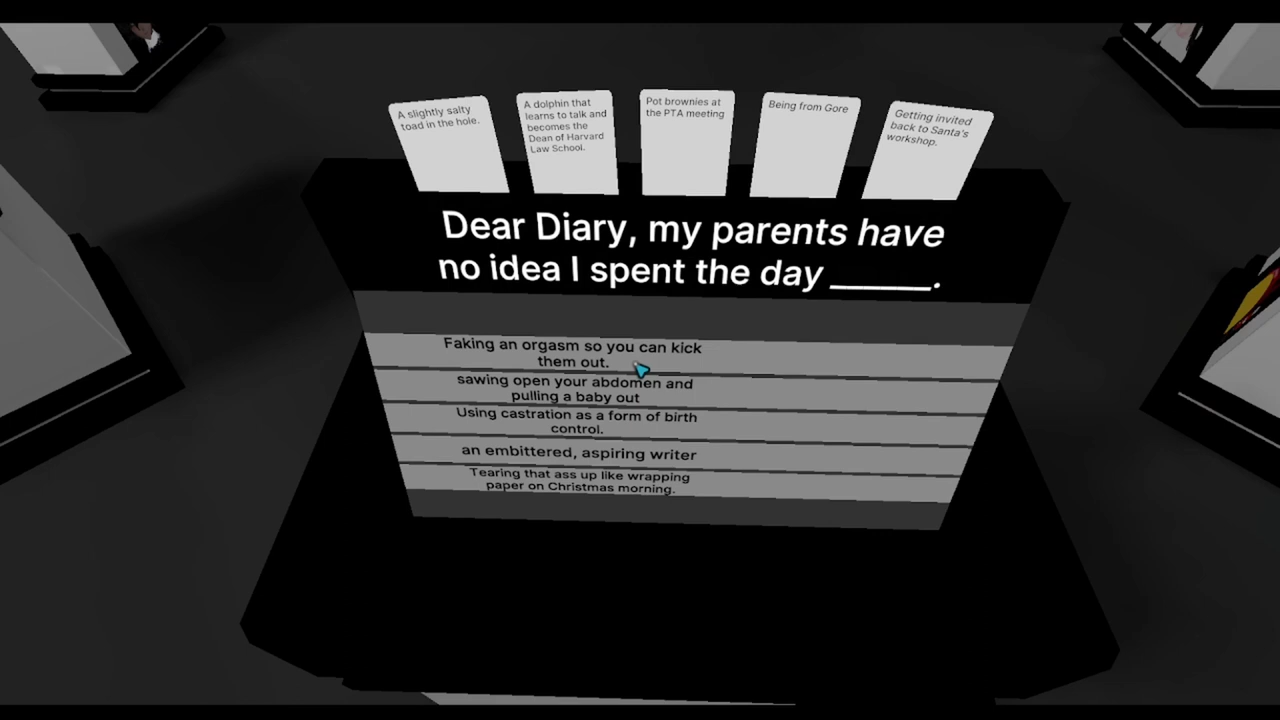 A slightly salty
toad in the hole.
A dolphin that
learns to talk and
becomes the
Dean of Harvard
Law School.
Pot brownies at
the PTA meeting
Being from Gore
Getting invited
back to Santa's
workshop.
Dear Diary, my parents have
no idea I spent the day ______.
Faking an orgasm so you can kick
them out.
sawing open your abdomen and
pulling a baby out
Using castration as a form of birth
control.
an embittered, aspiring writer
Tearing that ass up like wrapping
paper on Christmas morning.